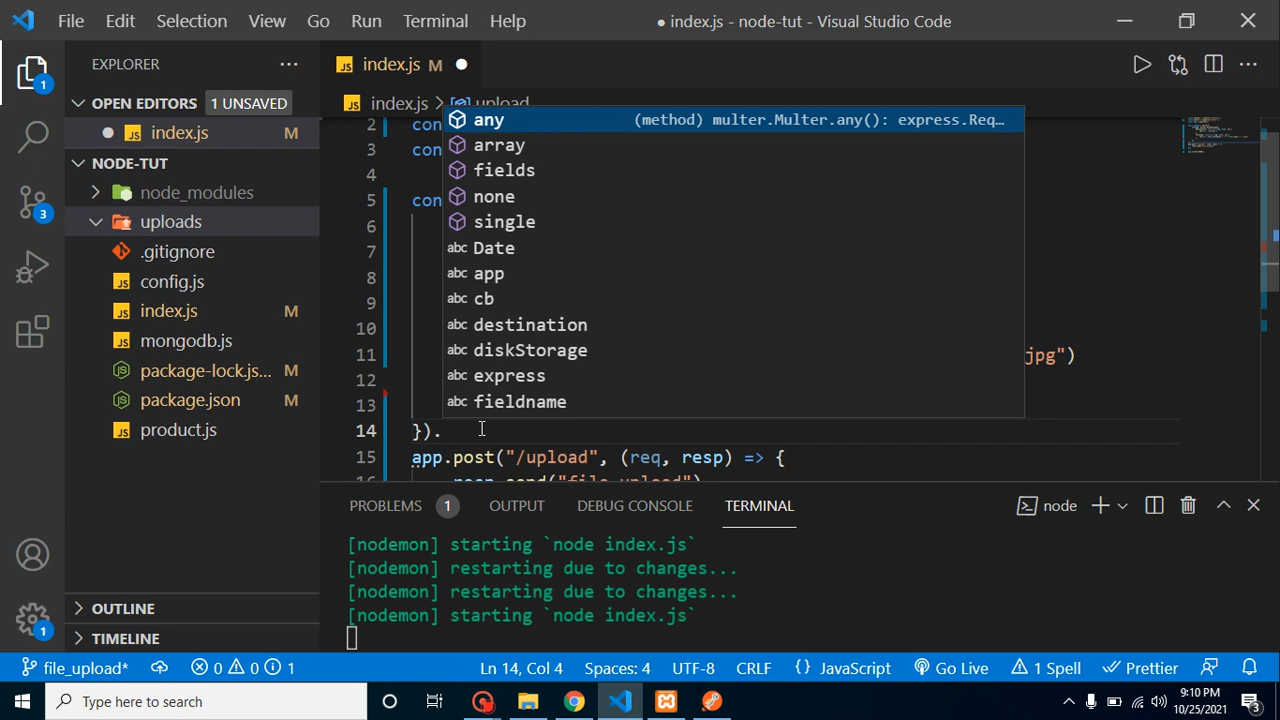 File Edit Selection View Go Run Terminal Help ● index.js - node-tut - Visual Studio Code
EXPLORER
index.js M
OPEN EDITORS 1 UNSAVED
index.js M
NODE-TUT
node_modules
uploads
.gitignore
config.js
index.js M
mongodb.js
package-lock.js... M
package.json M
product.js
OUTLINE
TIMELINE
1
3
1
index.js > upload
2 con
3 con
4
5 con
6
7
8
9
10
11 jpg")
12
13
14 }).
15 app.post("/upload", (req, resp) => {
any (method) multer.Multer.any(): express.Req...
array
fields
none
single
Date
app
cb
destination
diskStorage
express
fieldname
PROBLEMS 1 OUTPUT DEBUG CONSOLE TERMINAL node
[nodemon] starting `node index.js`
[nodemon] restarting due to changes...
[nodemon] restarting due to changes...
[nodemon] starting `node index.js`
file_upload* 0 0 1 Ln 14, Col 4 Spaces: 4 UTF-8 CRLF JavaScript Go Live 1 Spell Prettier
Type here to search
9:10 PM
10/25/2021
3